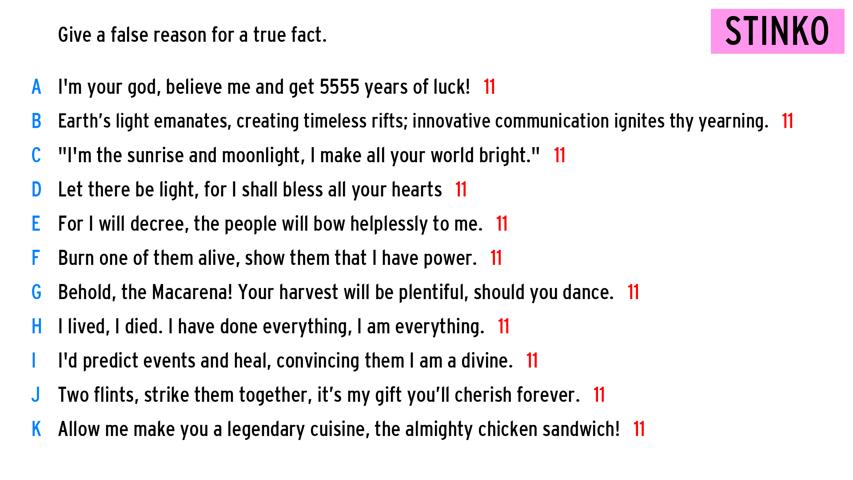 Give a false reason for a true fact.
STINKO
A I'm your god, believe me and get 5555 years of luck! 11
B Earth’s light emanates, creating timeless rifts; innovative communication ignites thy yearning. 11
C "I'm the sunrise and moonlight, I make all your world bright." 11
D Let there be light, for I shall bless all your hearts 11
E For I will decree, the people will bow helplessly to me. 11
F Burn one of them alive, show them that I have power. 11
G Behold, the Macarena! Your harvest will be plentiful, should you dance. 11
H I lived, I died. I have done everything, I am everything. 11
I I'd predict events and heal, convincing them I am a divine. 11
J Two flints, strike them together, it’s my gift you’ll cherish forever. 11
K Allow me make you a legendary cuisine, the almighty chicken sandwich! 11